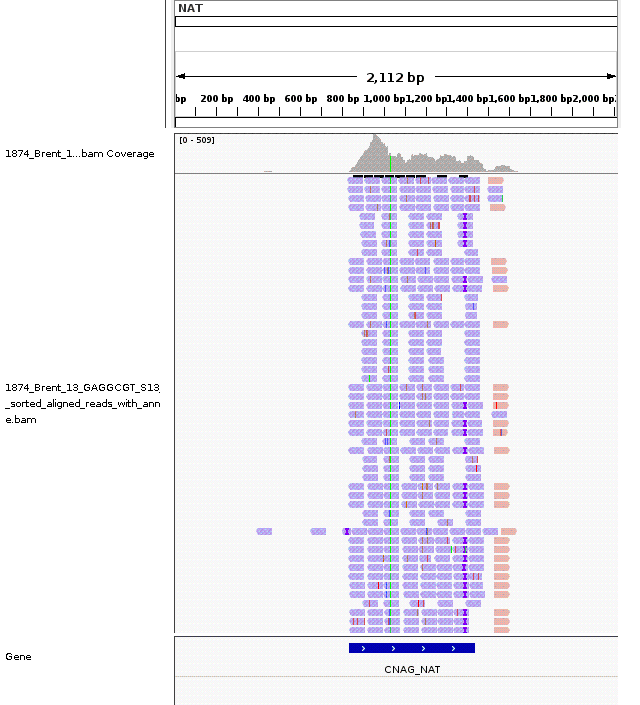 NAT
2,112 bp
bp 200 bp 400 bp 600 bp 800 bp 1,000 bp 1,200 bp 1,400 bp 1,600 bp 1,800 bp 2,000 bp
[0 - 509]
1874_Brent_1...bam Coverage
1874_Brent_13_GAGGCGT_S13_
_sorted_aligned_reads_with_ann
e.bam
Gene
CNAG_NAT